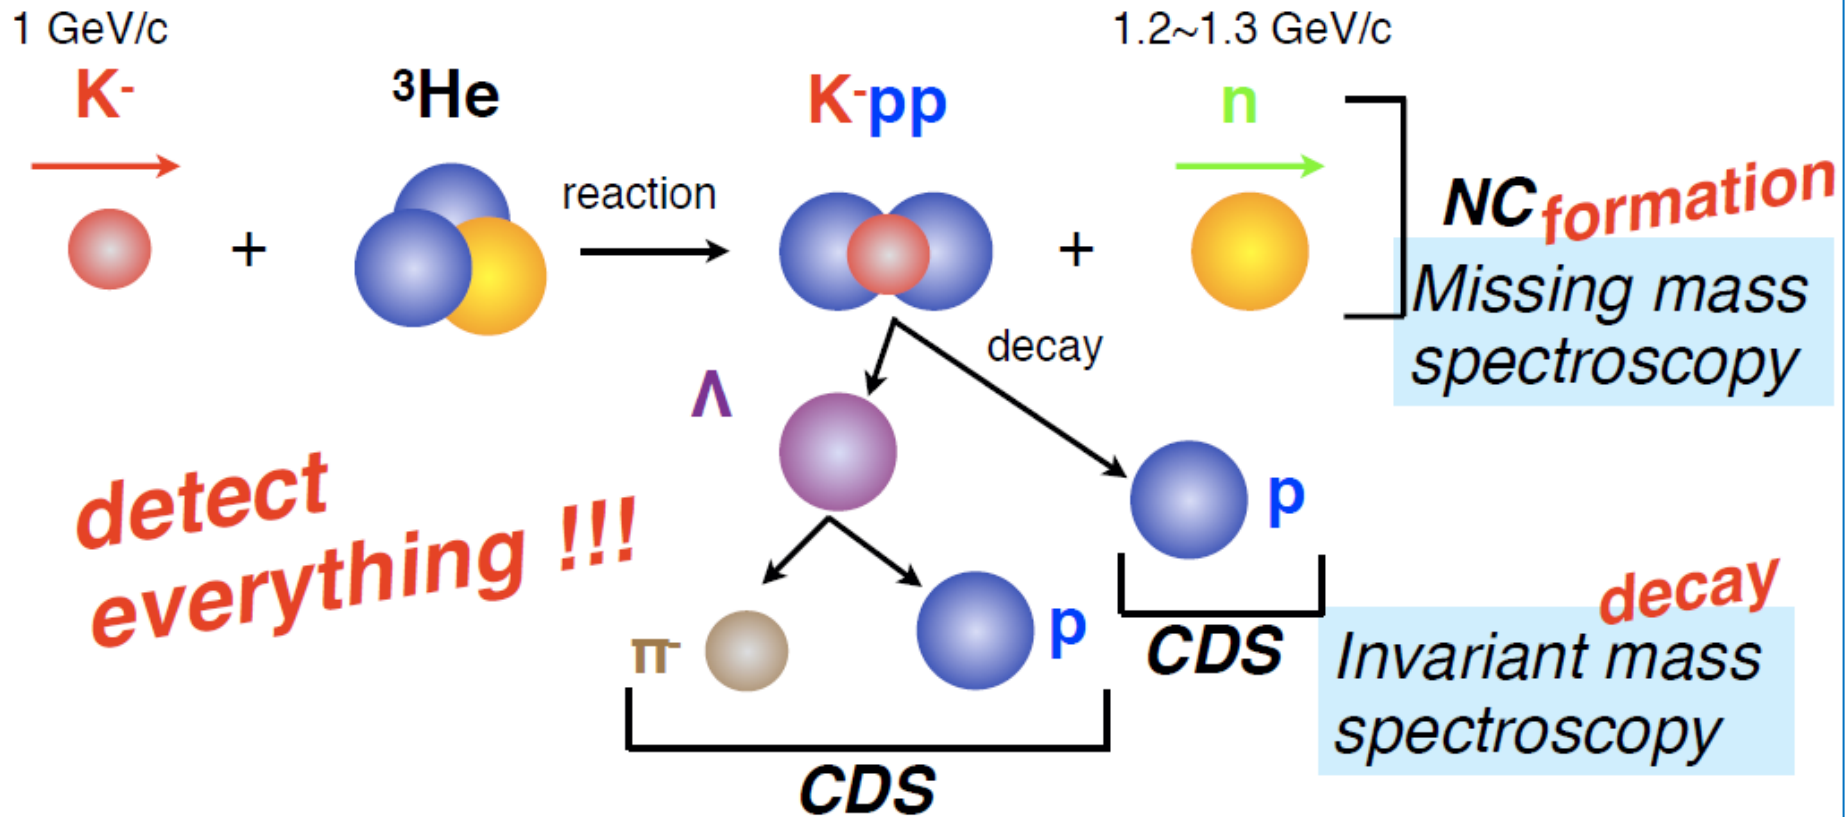 1 GeV/c
1.2~1.3 GeV/c
K⁻
³He
K⁻pp
n
reaction
NC formation
Missing mass
spectroscopy
decay
Λ
p
detect
everything !!!
π⁻
p
CDS
CDS
decay
Invariant mass
spectroscopy